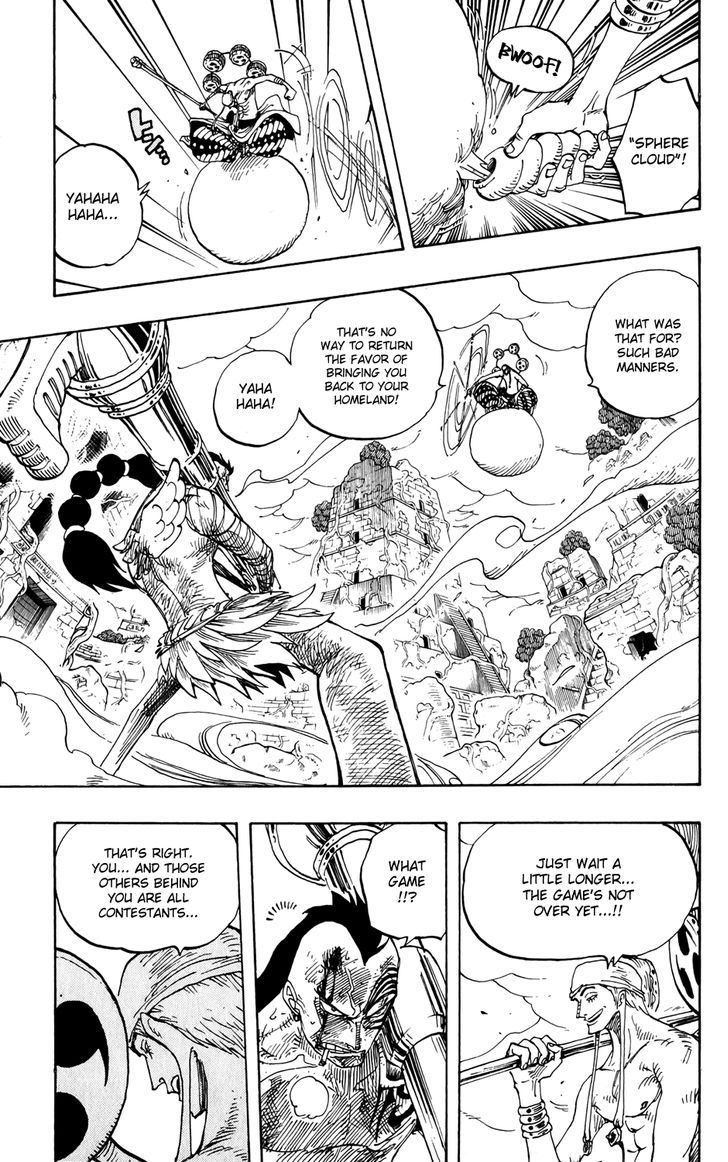 "SPHERE
CLOUD"!
BWOOF!
YAHAHA
HAHA...
WHAT WAS
THAT FOR?
SUCH BAD
MANNERS.
THAT'S NO
WAY TO RETURN
THE FAVOR OF
BRINGING YOU
BACK TO YOUR
HOMELAND!
YAHA
HAHA!
JUST WAIT A
LITTLE LONGER...
THE GAME'S NOT
OVER YET...!!
WHAT
GAME
!!?
THAT'S RIGHT.
YOU... AND THOSE
OTHERS BEHIND
YOU ARE ALL
CONTESTANTS...